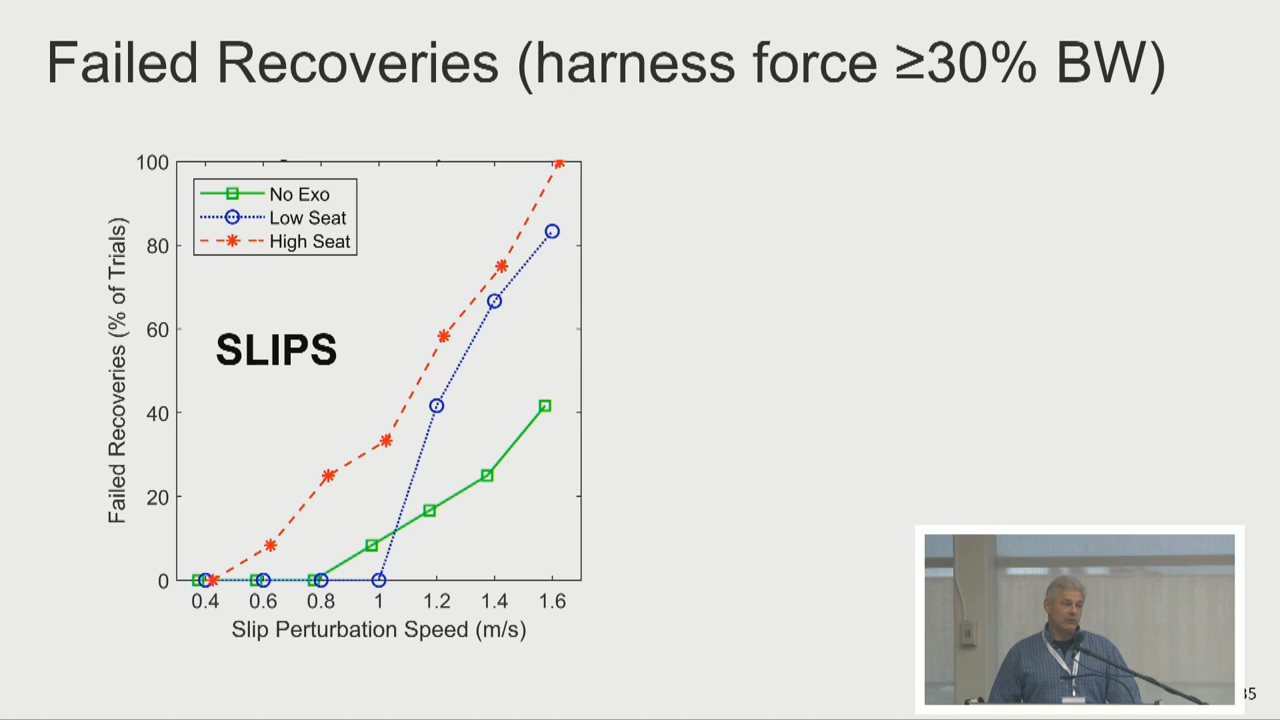 Failed Recoveries (harness force ≥30% BW)
100
80
60
40
20
0
Failed Recoveries (% of Trials)
No Exo
Low Seat
High Seat
SLIPS
0.4 0.6 0.8 1 1.2 1.4 1.6
Slip Perturbation Speed (m/s)
35